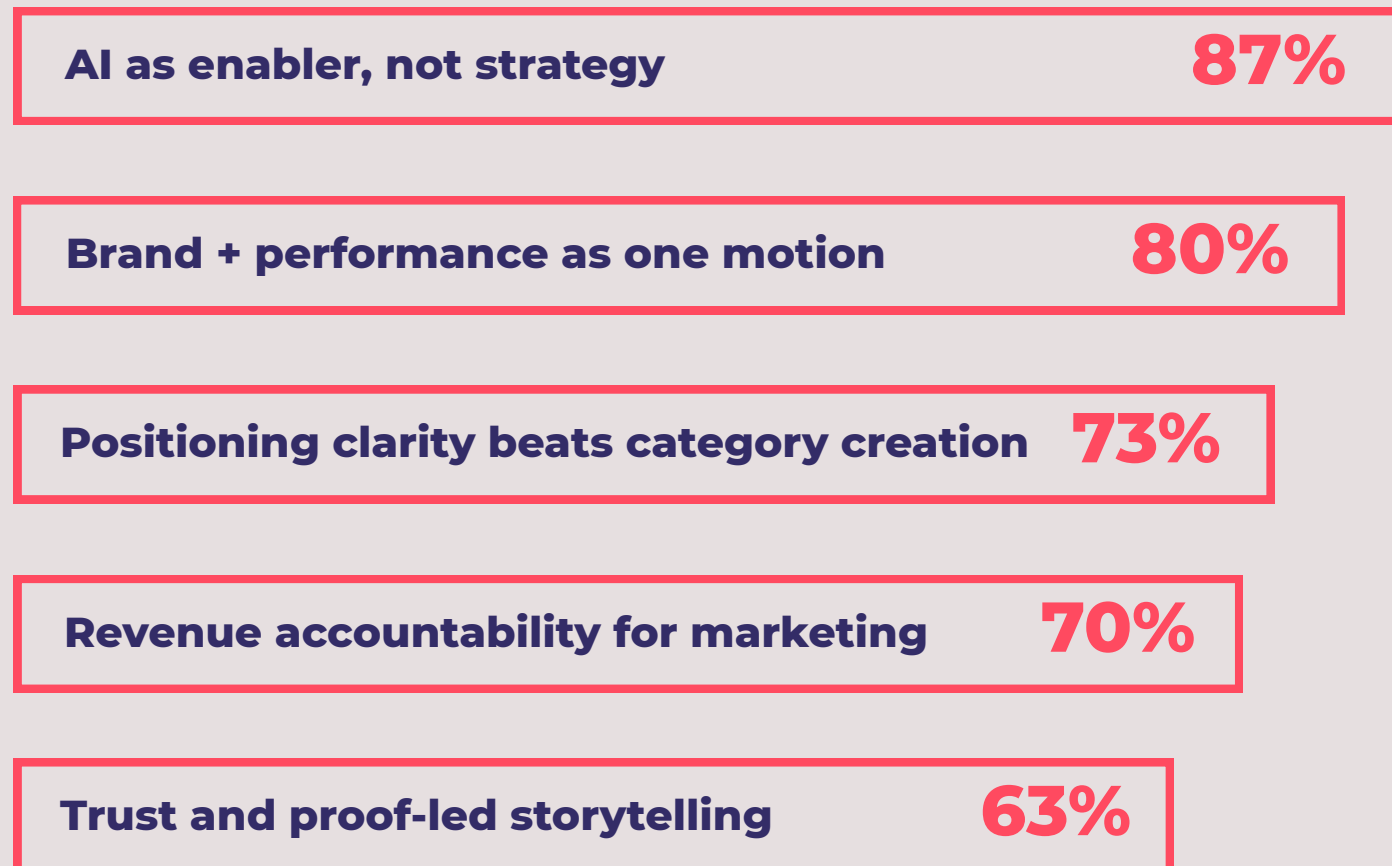 AI as enabler, not strategy 87%
Brand + performance as one motion 80%
Positioning clarity beats category creation 73%
Revenue accountability for marketing 70%
Trust and proof-led storytelling 63%